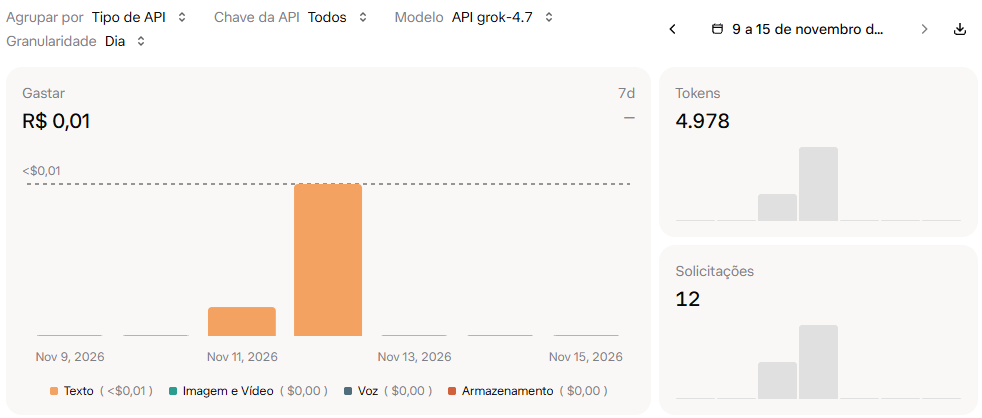 Agrupar por Tipo de API Chave da API Todos Modelo API grok-4.7
Granularidade Dia
9 a 15 de novembro d...
Gastar 7d
R$ 0,01 –
<$0,01
Nov 9, 2026 Nov 11, 2026 Nov 13, 2026 Nov 15, 2026
Texto ( <$0,01 ) Imagem e Vídeo ( $0,00 ) Voz ( $0,00 ) Armazenamento ( $0,00 )
Tokens
4.978
Solicitações
12